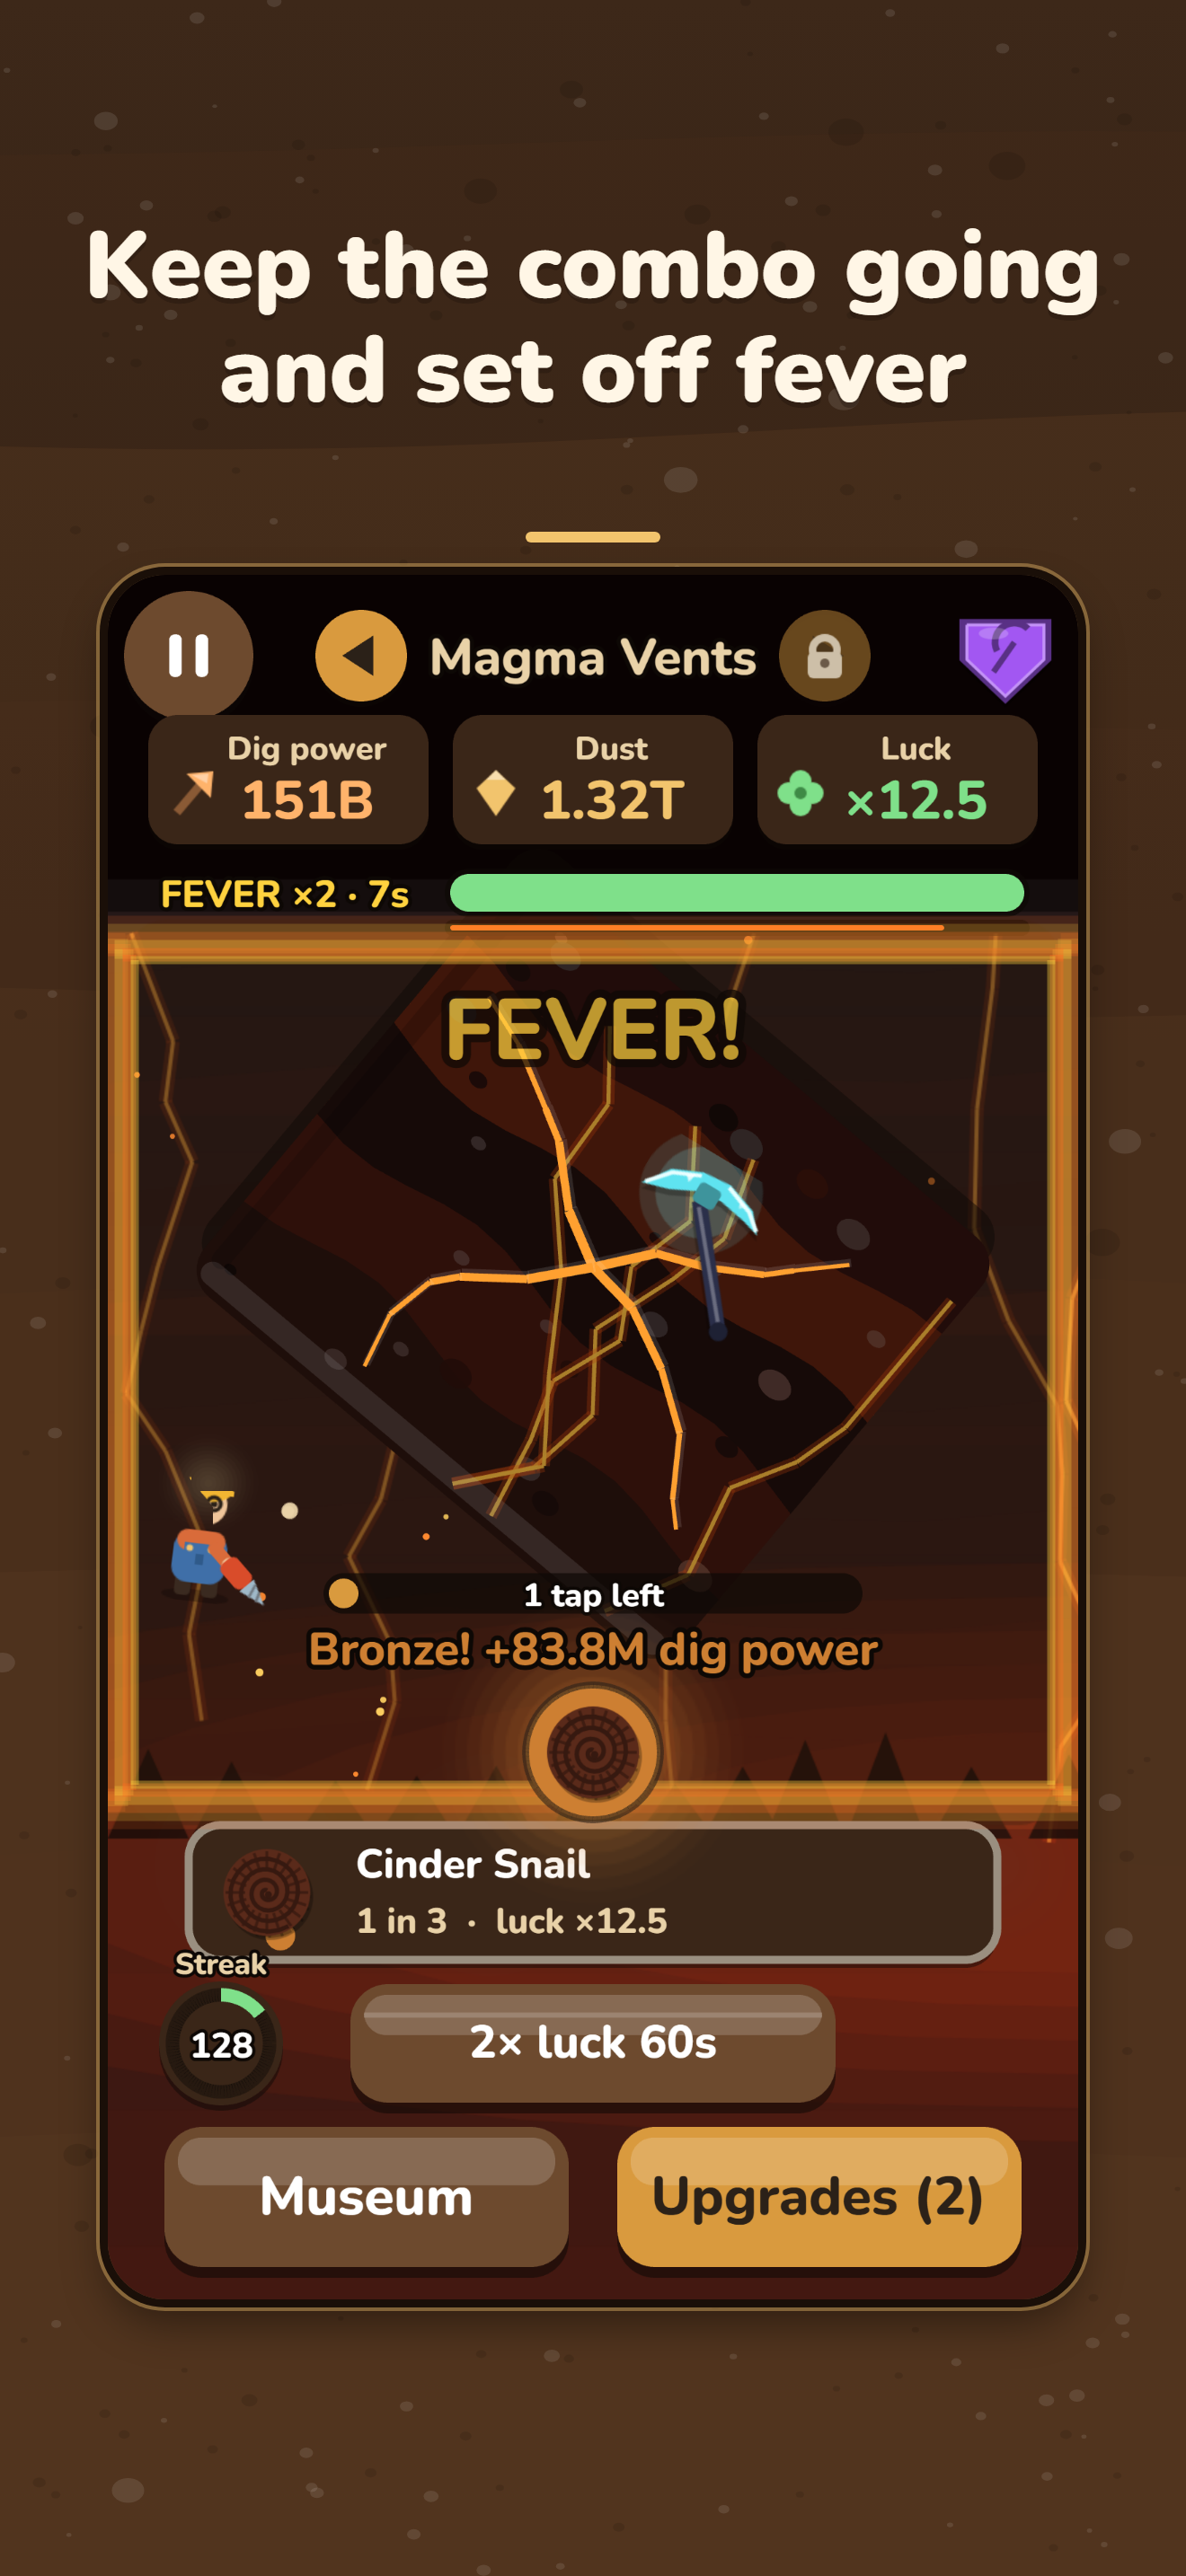 Keep the combo going
and set off fever
Magma Vents
Dig power
151B
Dust
1.32T
Luck
×12.5
FEVER ×2 · 7s
FEVER!
1 tap left
Bronze! +83.8M dig power
Cinder Snail
1 in 3 · luck ×12.5
Streak
128
2× luck 60s
Museum
Upgrades (2)